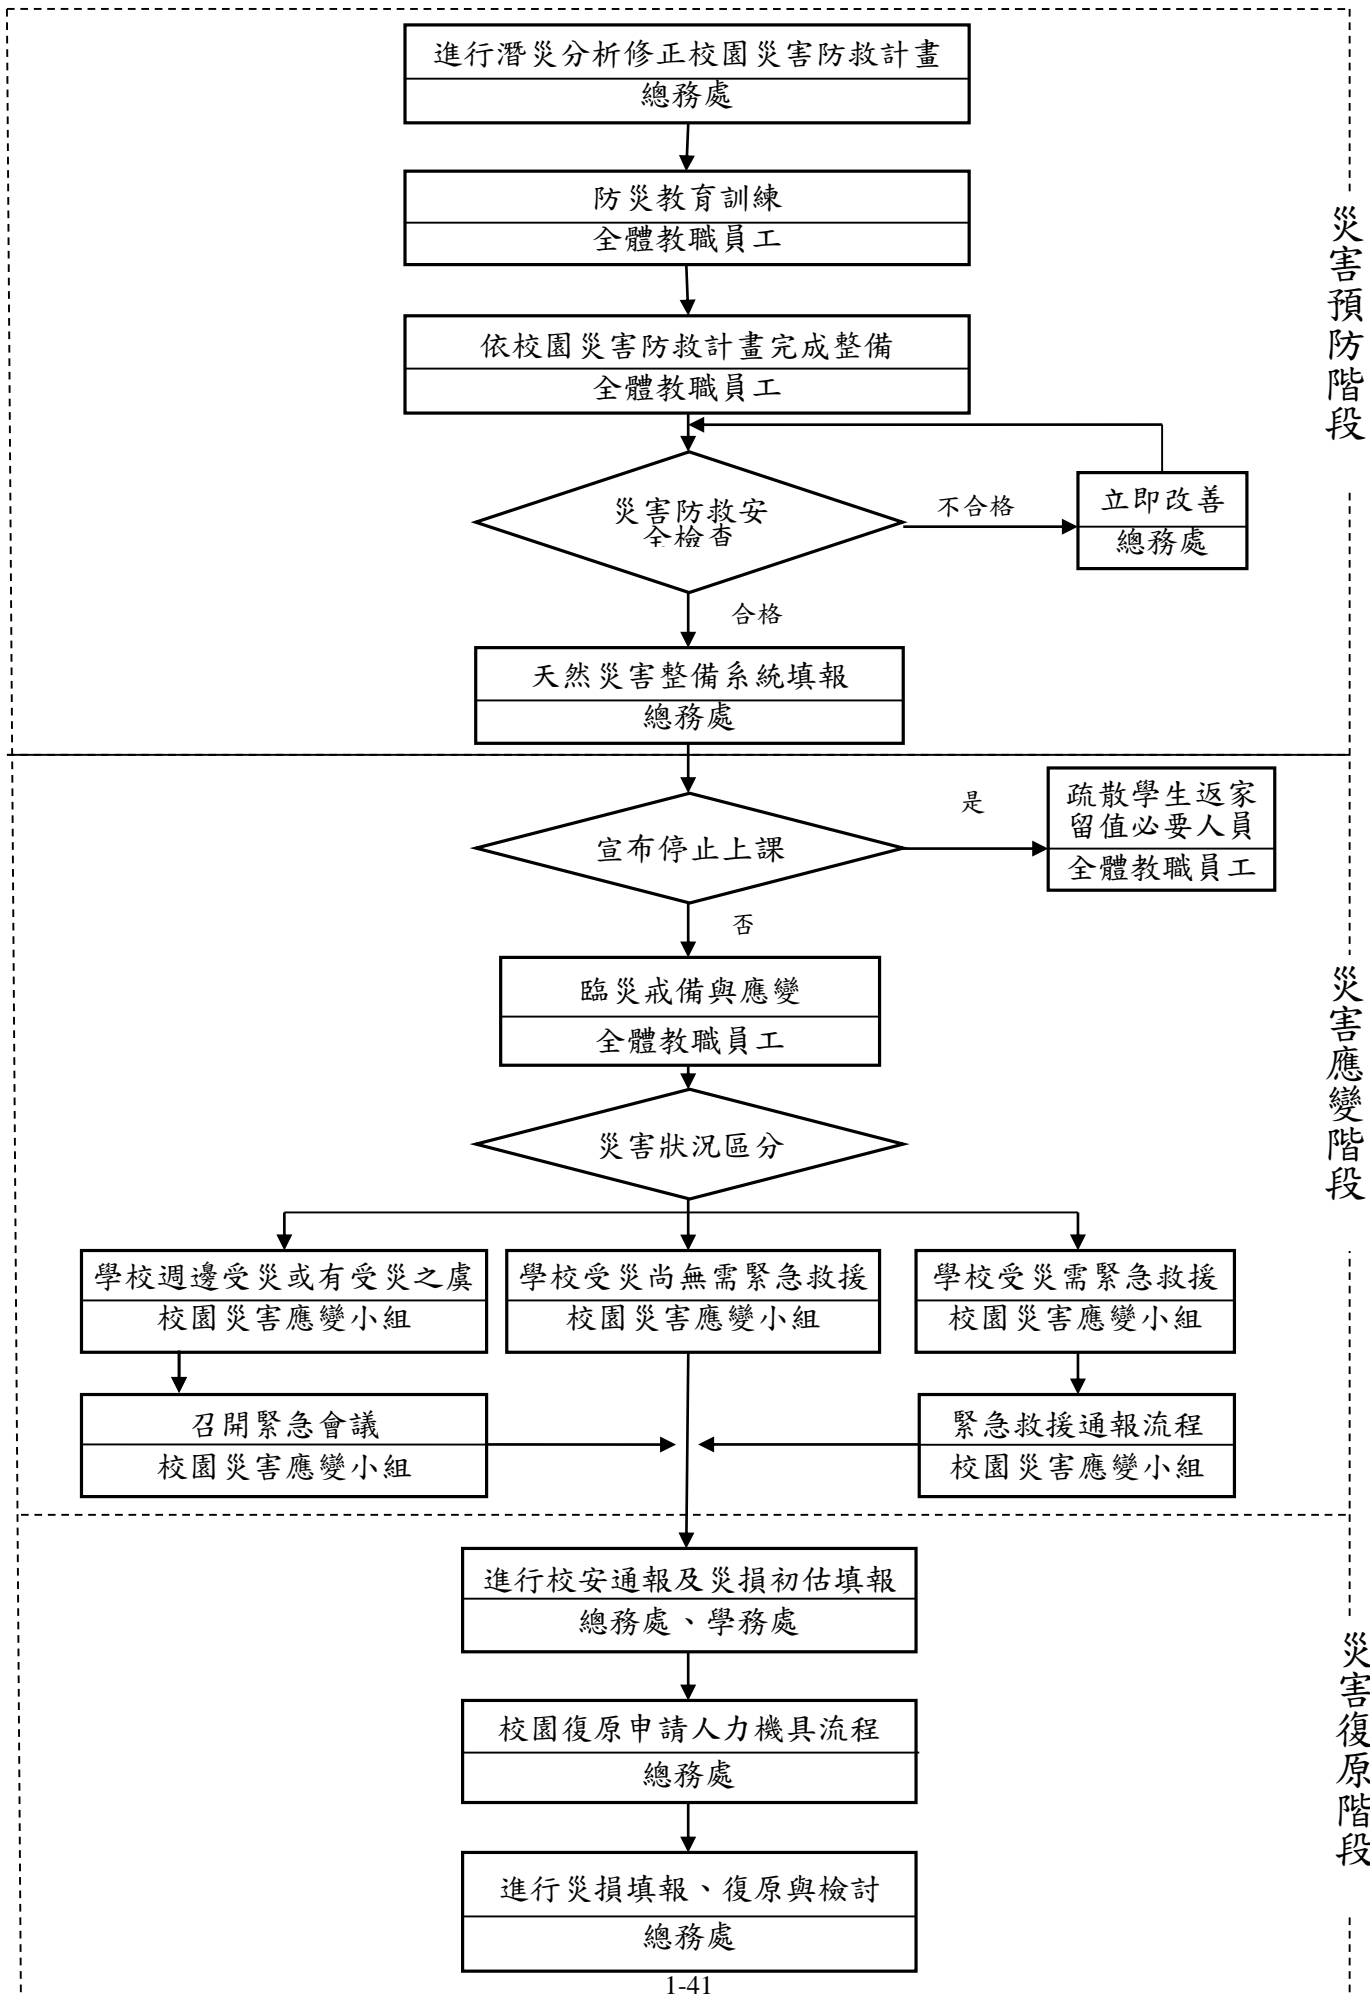 進行潛災分析修正校園災害防救計畫
總務處
防災教育訓練
全體教職員工
災害預防階段
依校園災害防救計畫完成整備
全體教職員工
災害防救安
全檢查
不合格
立即改善
總務處
合格
天然災害整備系統填報
總務處
宣布停止上課
是
疏散學生返家
留值必要人員
全體教職員工
否
臨災戒備與應變
全體教職員工
災害應變階段
災害狀況區分
學校週邊受災或有受災之虞
校園災害應變小組
學校受災尚無需緊急救援
校園災害應變小組
學校受災需緊急救援
校園災害應變小組
召開緊急會議
校園災害應變小組
緊急救援通報流程
校園災害應變小組
進行校安通報及災損初估填報
總務處、學務處
災害復原階段
校園復原申請人力機具流程
總務處
進行災損填報、復原與檢討
總務處
1-41